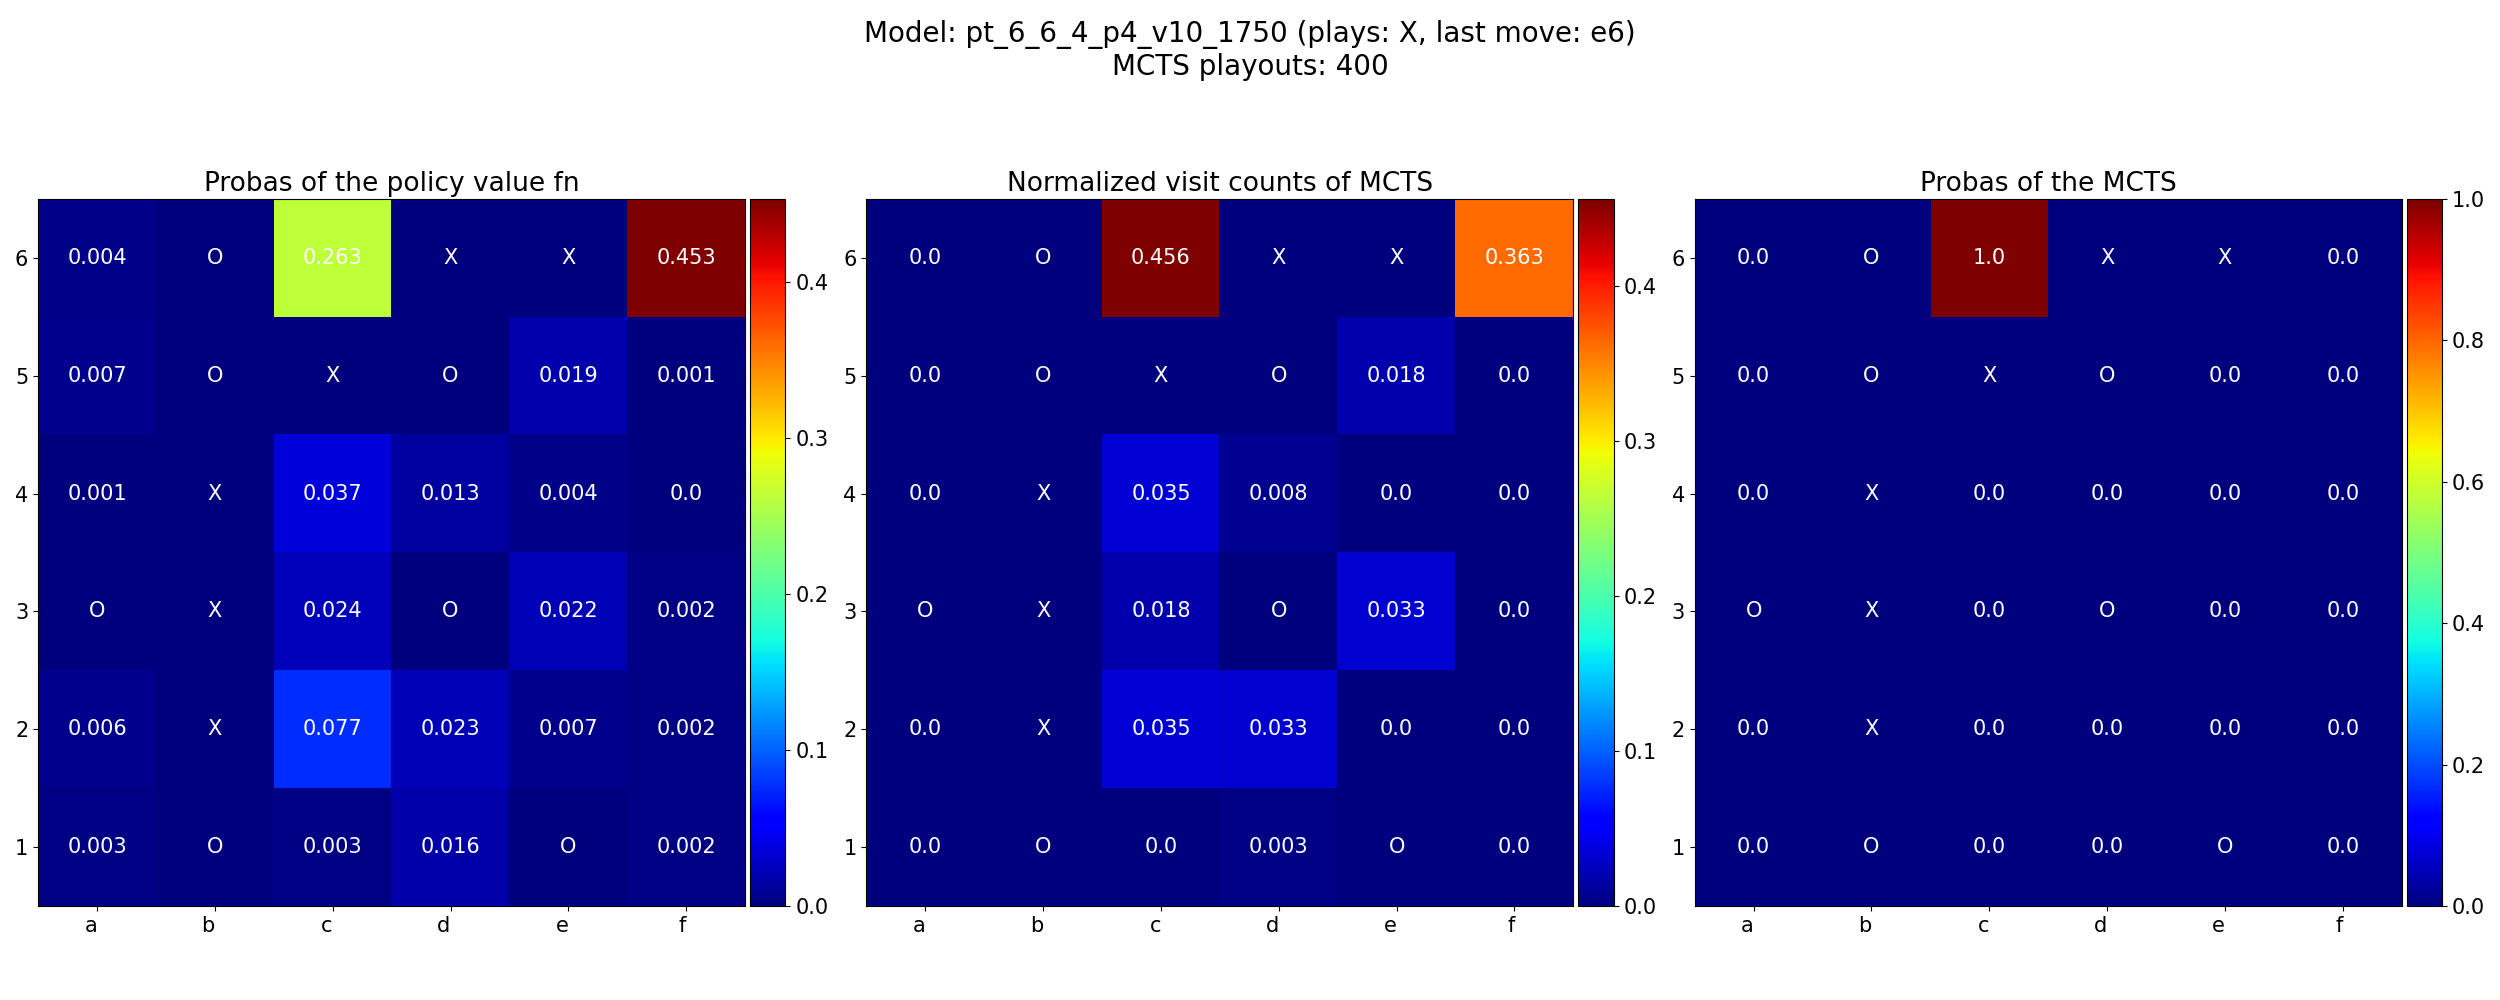 Model: pt_6_6_4_p4_v10_1750 (plays: X, last move: e6)
MCTS playouts: 400
Probas of the policy value fn
6 0.004 O 0.263 X X 0.453
5 0.007 O X O 0.019 0.001
4 0.001 X 0.037 0.013 0.004 0.0
3 O X 0.024 O 0.022 0.002
2 0.006 X 0.077 0.023 0.007 0.002
1 0.003 O 0.003 0.016 O 0.002
a b c d e f
0.4
0.3
0.2
0.1
0.0
Normalized visit counts of MCTS
6 0.0 O 0.456 X X 0.363
5 0.0 O X O 0.018 0.0
4 0.0 X 0.035 0.008 0.0 0.0
3 O X 0.018 O 0.033 0.0
2 0.0 X 0.035 0.033 0.0 0.0
1 0.0 O 0.0 0.003 O 0.0
a b c d e f
0.4
0.3
0.2
0.1
0.0
Probas of the MCTS
6 0.0 O 1.0 X X 0.0
5 0.0 O X O 0.0 0.0
4 0.0 X 0.0 0.0 0.0 0.0
3 O X 0.0 O 0.0 0.0
2 0.0 X 0.0 0.0 0.0 0.0
1 0.0 O 0.0 0.0 O 0.0
a b c d e f
1.0
0.8
0.6
0.4
0.2
0.0